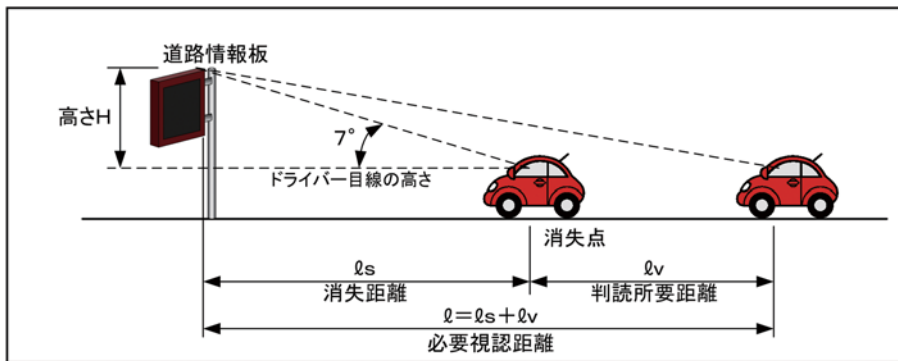 道路情報板
高さH
7°
ドライバー目線の高さ
消失点
ℓs
消失距離
ℓv
判読所要距離
ℓ=ℓs+ℓv
必要視認距離